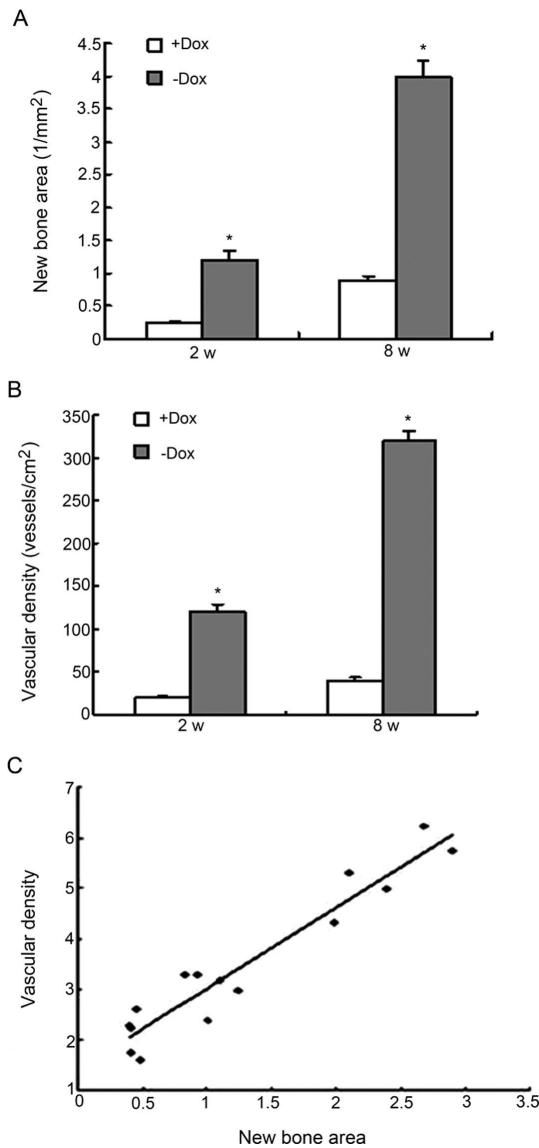 A
+Dox
-Dox
New bone area (1/mm²)
4.5
4
3.5
3
2.5
2
1.5
1
0.5
0
*
*
2 w
8 w
B
+Dox
-Dox
Vascular density (vessels/cm²)
350
300
250
200
150
100
50
0
*
*
2 w
8 w
C
Vascular density
7
6
5
4
3
2
1
0.5
1
1.5
2
2.5
3
3.5
New bone area